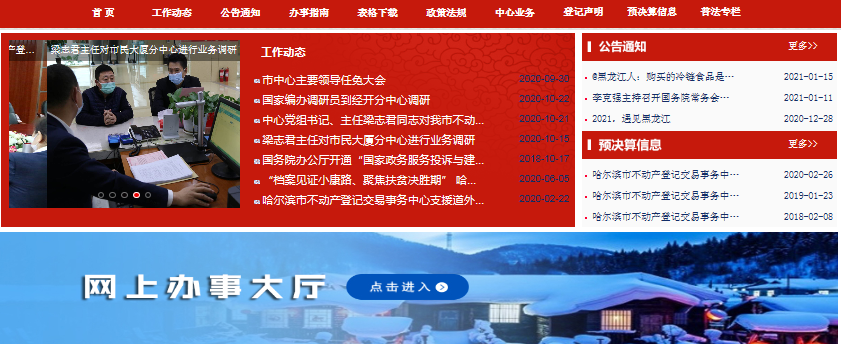 首 页 工作动态 公告通知 办事指南 表格下载 政策法规 中心业务 登记声明 预决算信息 普法专栏
产登...
梁志君主任对市民大厦分中心进行业务调研
工作动态
市中心主要领导任免大会 2020-09-30
国家编办调研员到经开分中心调研 2020-10-22
中心党组书记、主任梁志君同志对我市不动... 2020-10-21
梁志君主任对市民大厦分中心进行业务调研 2020-10-15
国务院办公厅开通“国家政务服务投诉与建... 2019-10-17
“档案见证小康路、聚焦扶贫决胜期” 哈... 2020-06-05
哈尔滨市不动产登记交易事务中心支援道外... 2020-02-22
公告通知 更多>>
@黑龙江人：购买的冷链食品是… 2021-01-15
李克强主持召开国务院常务会… 2021-01-11
2021，遇见黑龙江 2020-12-28
预决算信息 更多>>
哈尔滨市不动产登记交易事务中… 2020-02-26
哈尔滨市不动产登记交易事务中… 2019-01-23
哈尔滨市不动产登记交易事务中… 2018-02-08
网上办事大厅 点击进入